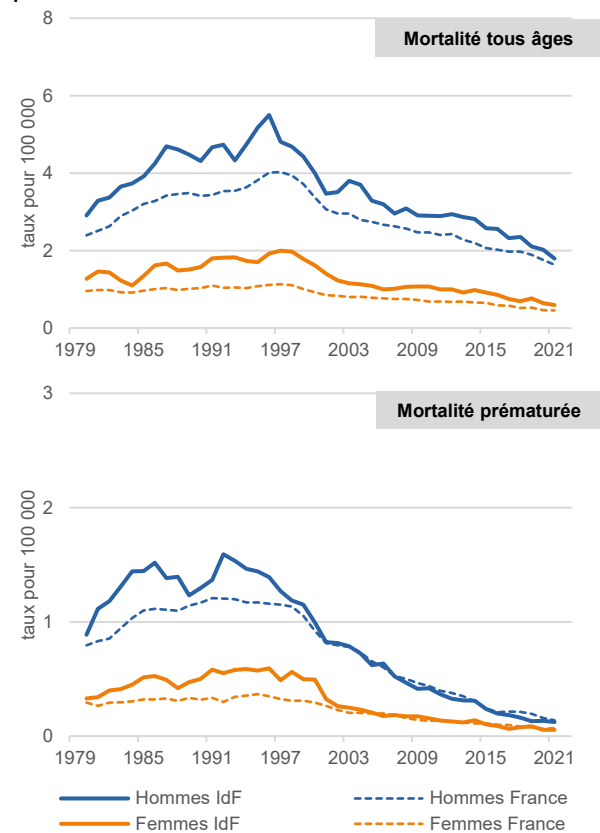 8
Mortalité tous âges
6
4
2
0
taux pour 100 000
1979 1985 1991 1997 2003 2009 2015 2021
3
Mortalité prématurée
2
1
0
taux pour 100 000
1979 1985 1991 1997 2003 2009 2015 2021
Hommes IdF Hommes France
Femmes IdF Femmes France